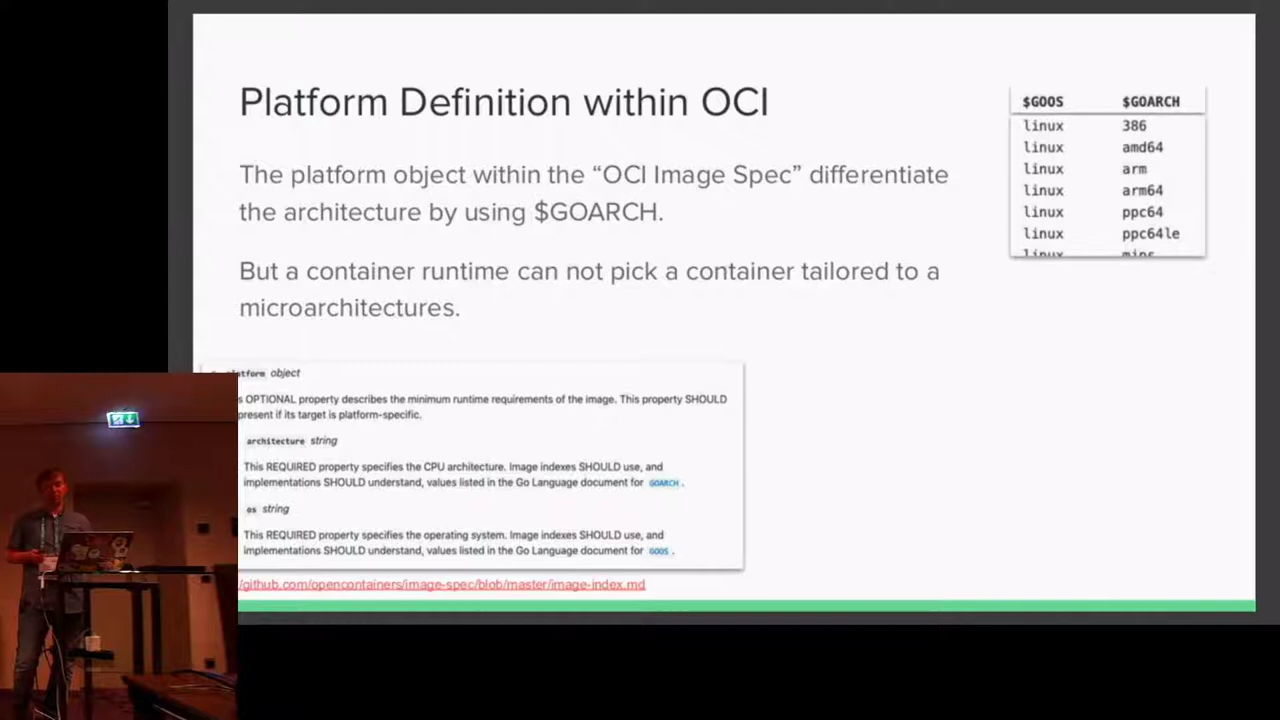 Platform Definition within OCI
The platform object within the “OCI Image Spec” differentiate
the architecture by using $GOARCH.
But a container runtime can not pick a container tailored to a
microarchitectures.
$GOOS $GOARCH
linux 386
linux amd64
linux arm
linux arm64
linux ppc64
linux ppc64le
linux mips
object
OPTIONAL property describes the minimum runtime requirements of the image. This property SHOULD
if its target is platform-specific.
architecture string
This REQUIRED property specifies the CPU architecture. Image indexes SHOULD use, and
implementations SHOULD understand, values listed in the Go Language document for GOARCH .
os string
This REQUIRED property specifies the operating system. Image indexes SHOULD use, and
implementations SHOULD understand, values listed in the Go Language document for GOOS .
/github.com/opencontainers/image-spec/blob/master/image-index.md